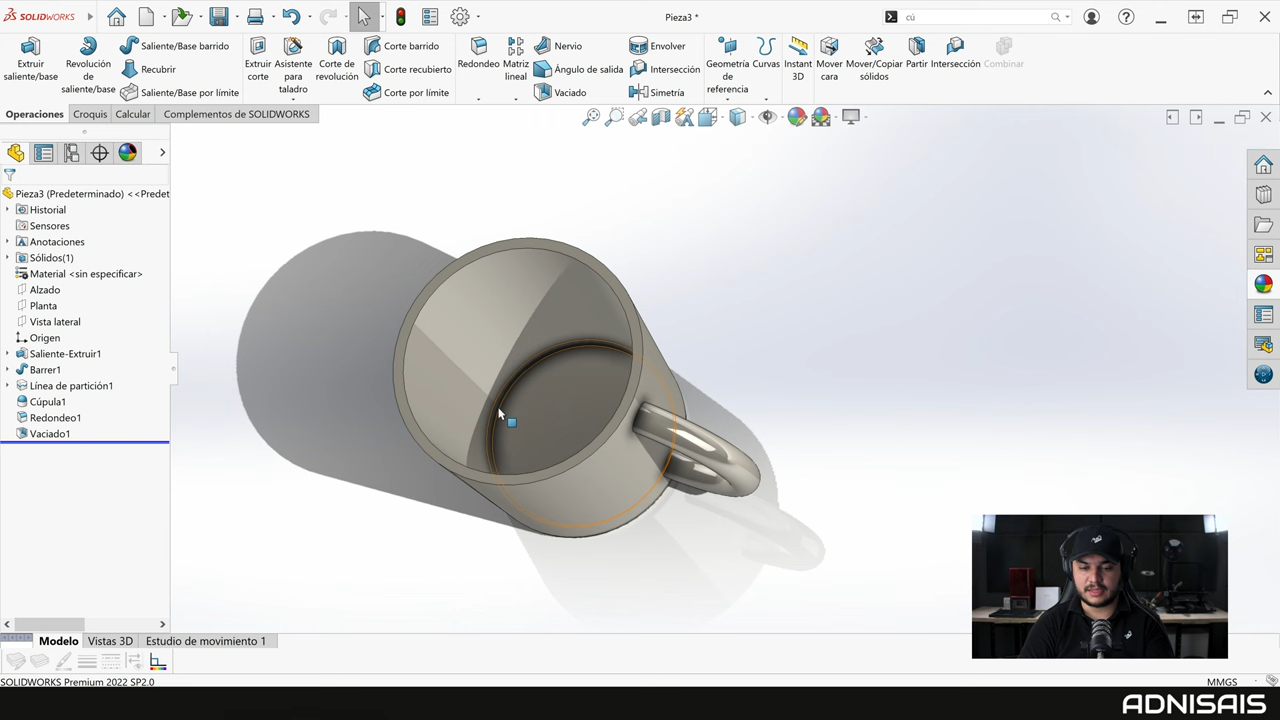 SOLIDWORKS
Pieza3 *
cú
Extruir saliente/base
Revolución de saliente/base
Saliente/Base barrido
Recubrir
Saliente/Base por límite
Extruir corte
Asistente para taladro
Corte de revolución
Corte barrido
Corte recubierto
Corte por límite
Redondeo
Matriz lineal
Nervio
Ángulo de salida
Vaciado
Envolver
Intersección
Simetría
Geometría de referencia
Curvas
Instant 3D
Mover cara
Mover/Copiar sólidos
Partir
Intersección
Combinar
Operaciones
Croquis
Calcular
Complementos de SOLIDWORKS
Pieza3 (Predeterminado) <<Predet
Historial
Sensores
Anotaciones
Sólidos(1)
Material <sin especificar>
Alzado
Planta
Vista lateral
Origen
Saliente-Extruir1
Barrer1
Línea de partición1
Cúpula1
Redondeo1
Vaciado1
Modelo
Vistas 3D
Estudio de movimiento 1
SOLIDWORKS Premium 2022 SP2.0
MMGS
ADNISAIS